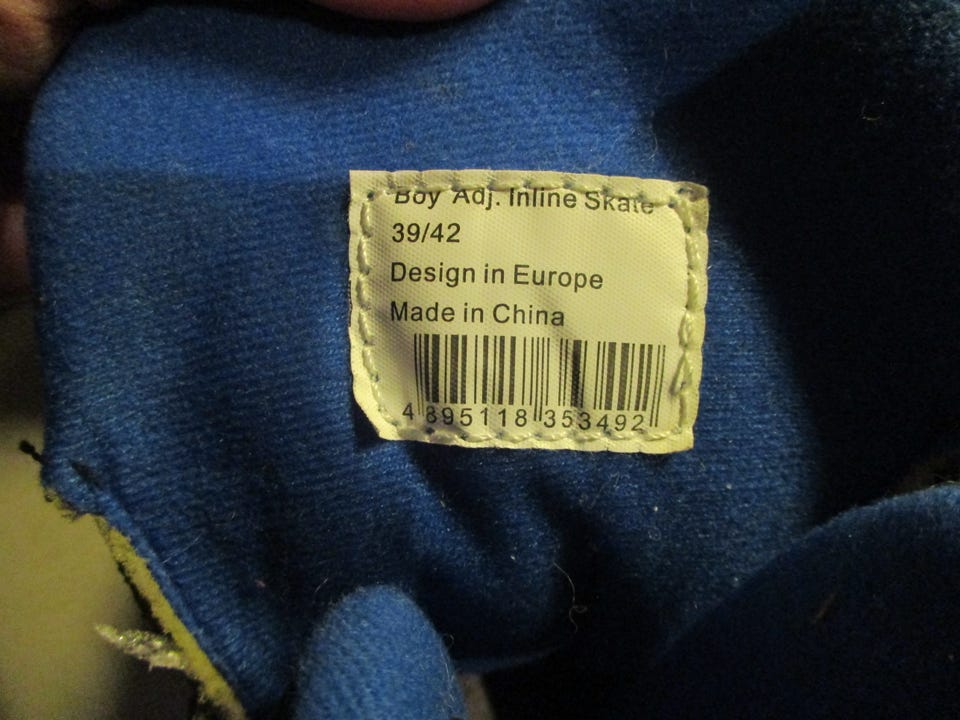 Boy Adj. Inline Skate
39/42
Design in Europe
Made in China
4 895118 353492